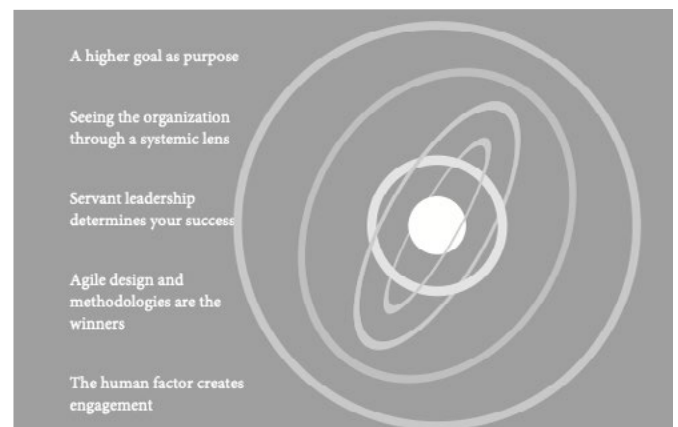 A higher goal as purpose
Seeing the organization
through a systemic lens
Servant leadership
determines your success
Agile design and
methodologies are the
winners
The human factor creates
engagement